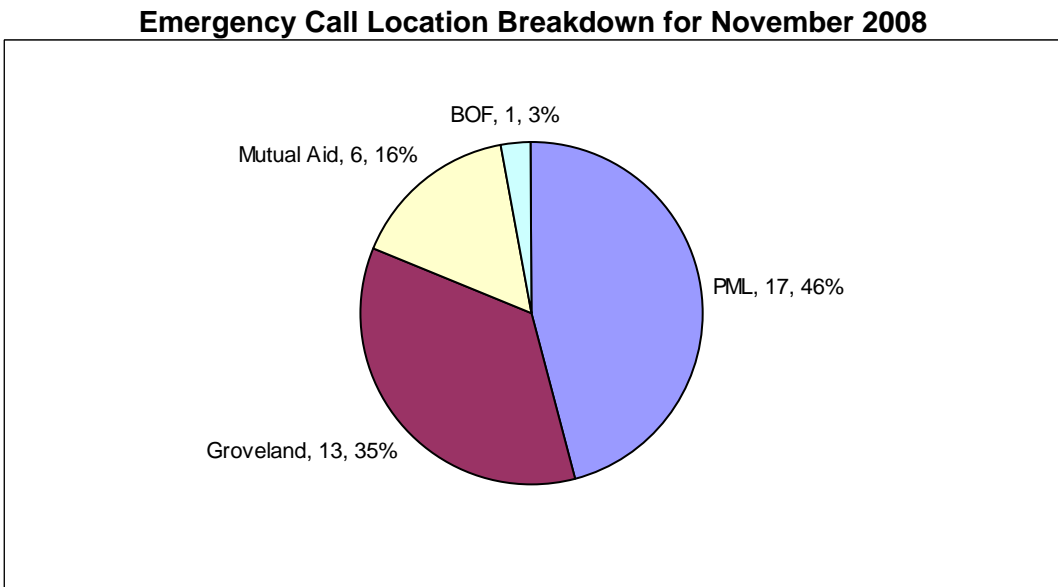 Emergency Call Location Breakdown for November 2008
BOF, 1, 3%
Mutual Aid, 6, 16%
PML, 17, 46%
Groveland, 13, 35%